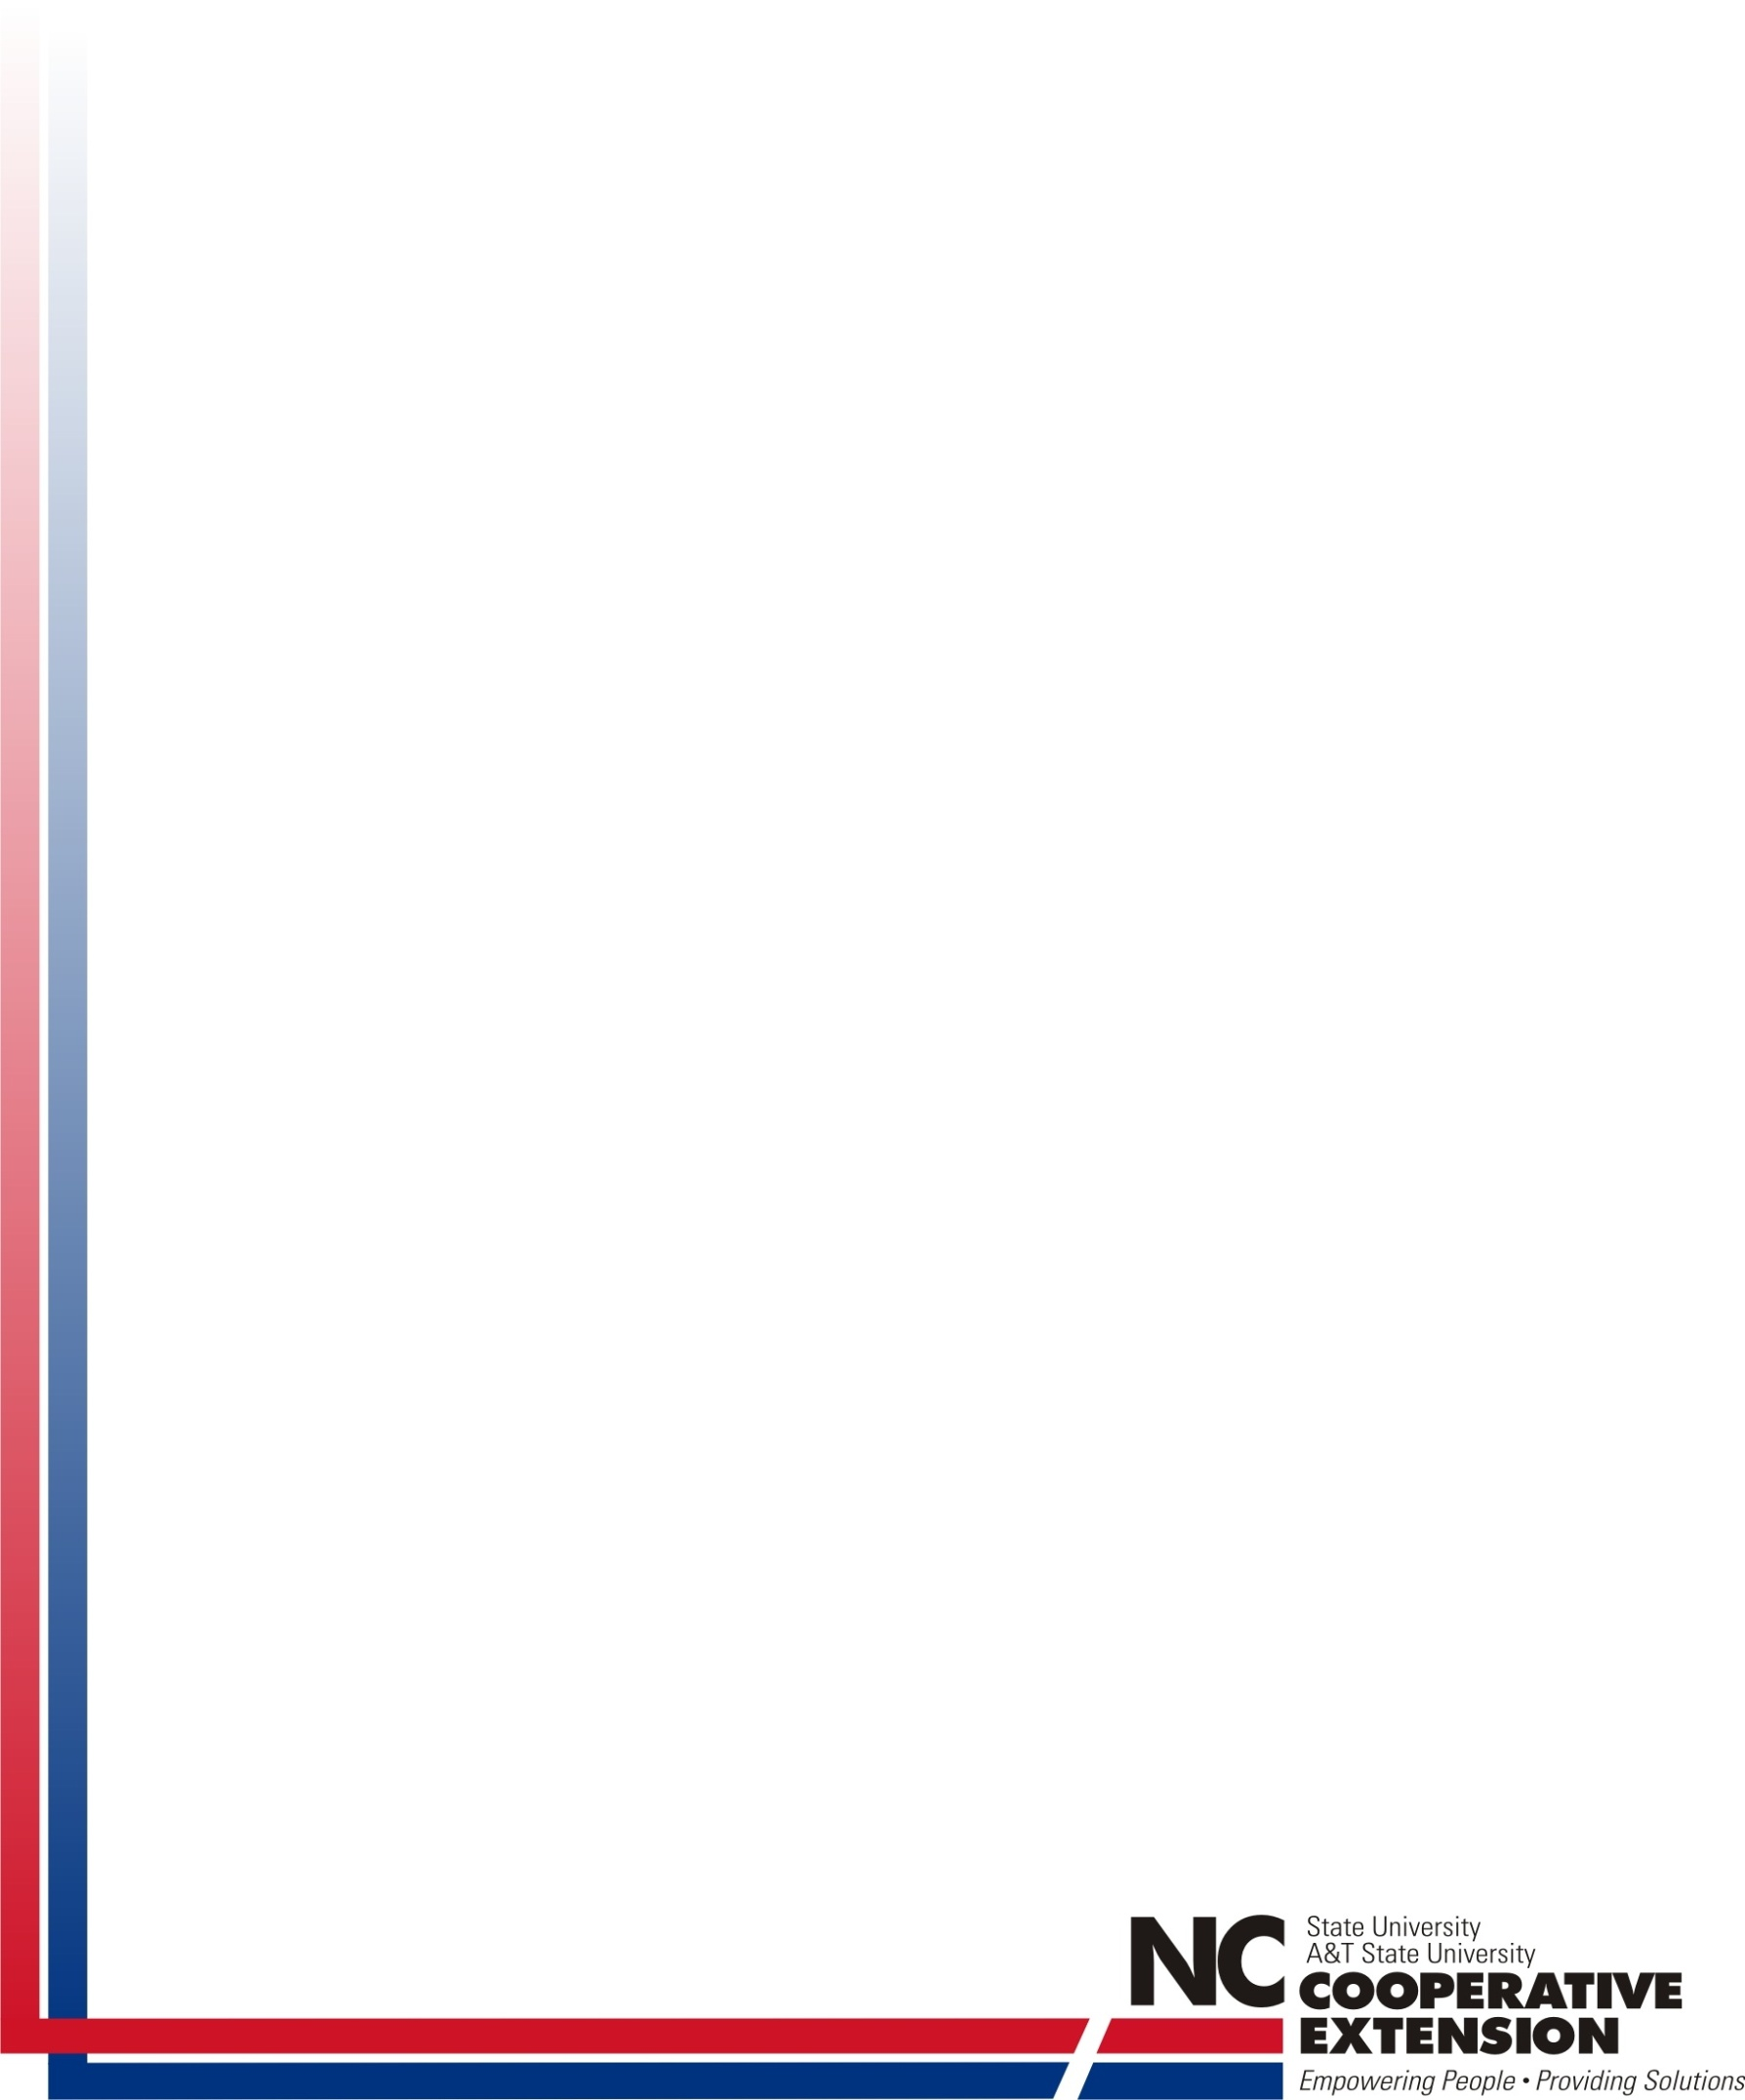 NC State University
A&T State University
COOPERATIVE
EXTENSION
Empowering People • Providing Solutions